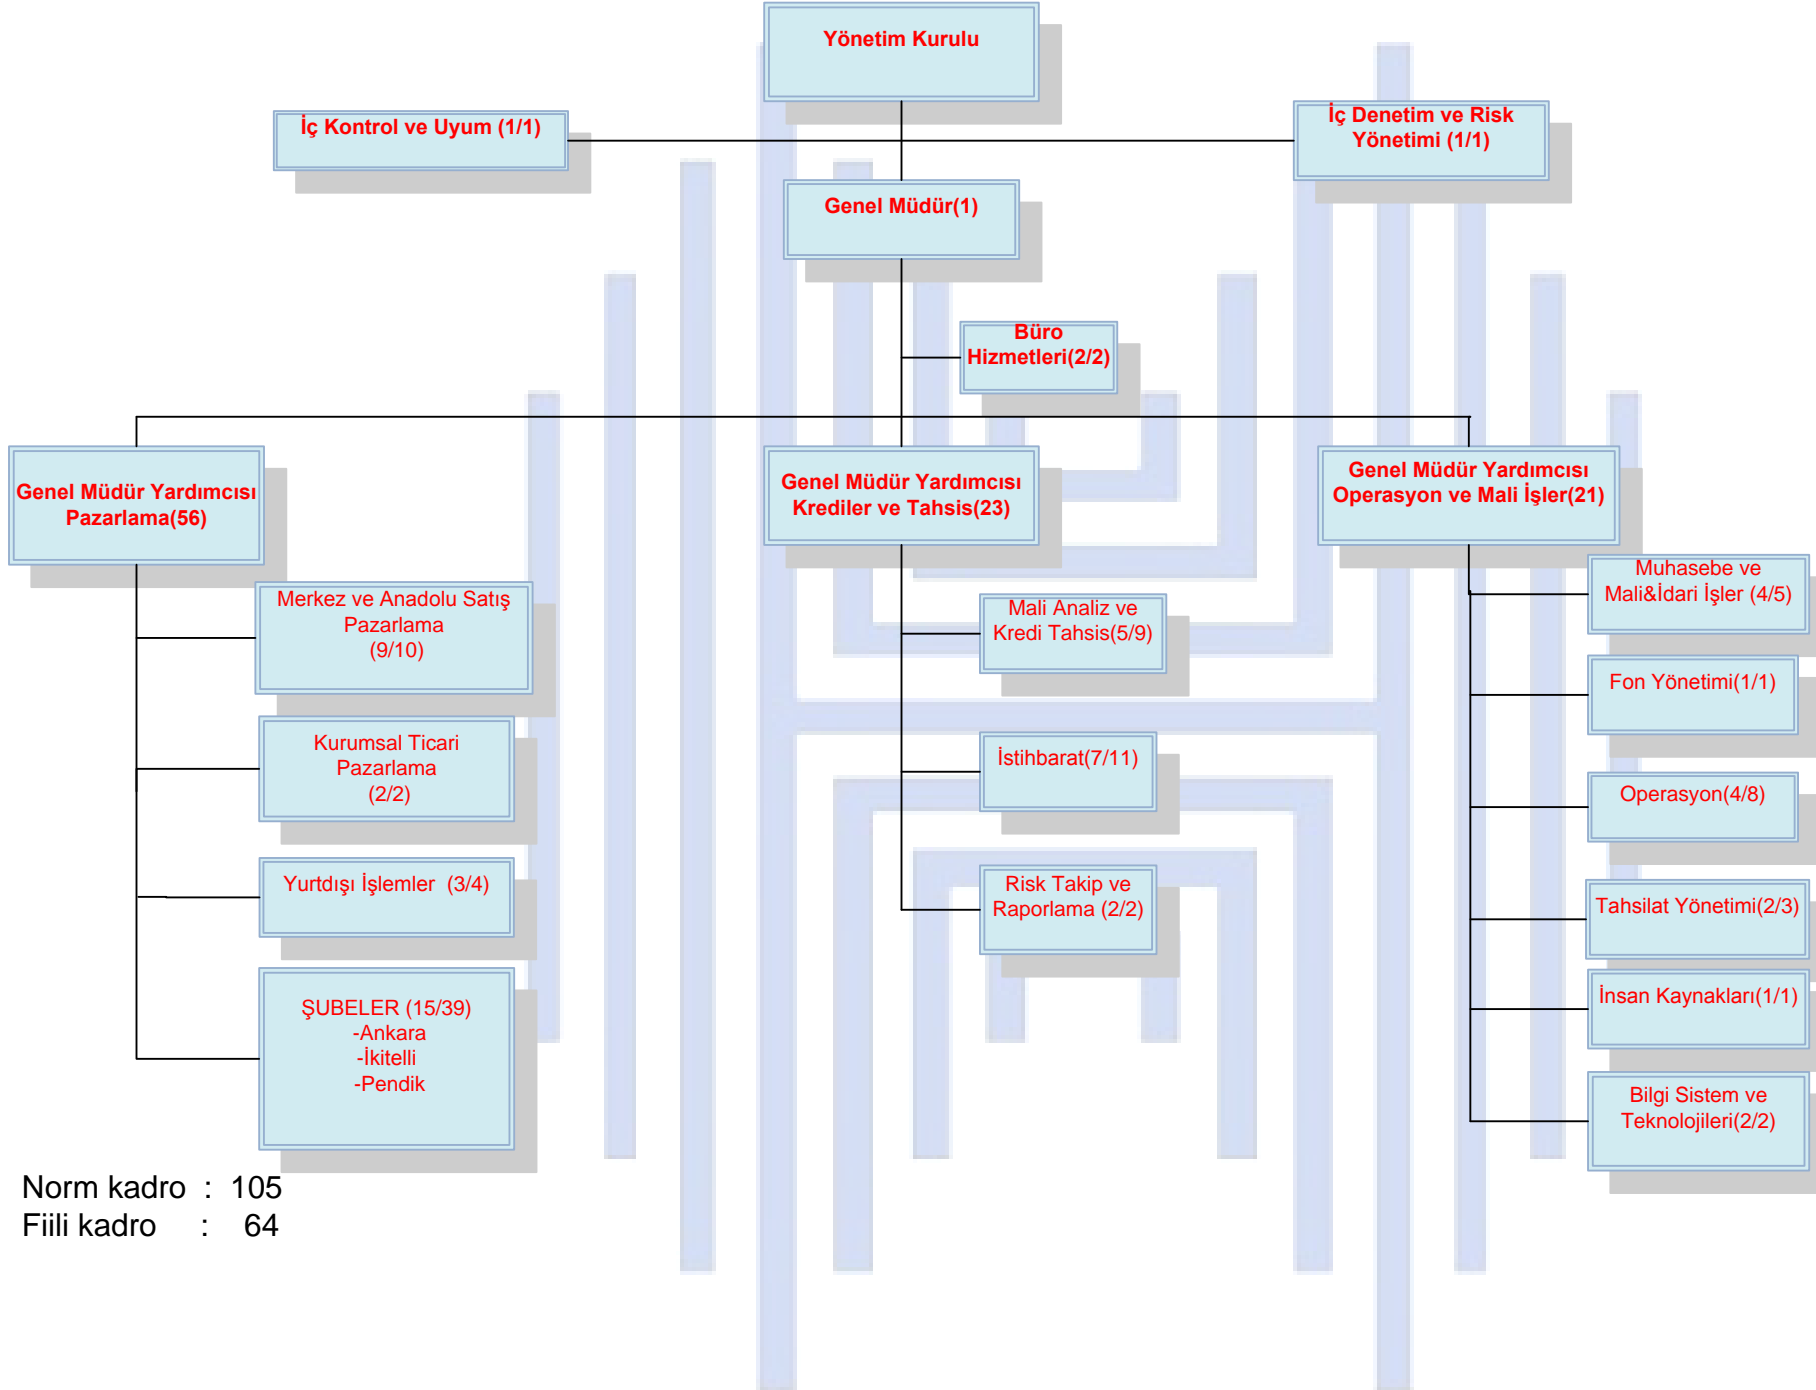 Yönetim Kurulu
İç Kontrol ve Uyum (1/1)
İç Denetim ve Risk
Yönetimi (1/1)
Genel Müdür(1)
Büro
Hizmetleri(2/2)
Genel Müdür Yardımcısı
Pazarlama(56)
Genel Müdür Yardımcısı
Krediler ve Tahsis(23)
Genel Müdür Yardımcısı
Operasyon ve Mali İşler(21)
Merkez ve Anadolu Satış
Pazarlama
(9/10)
Kurumsal Ticari
Pazarlama
(2/2)
Yurtdışı İşlemler (3/4)
ŞUBELER (15/39)
-Ankara
-İkitelli
-Pendik
Mali Analiz ve
Kredi Tahsis(5/9)
İstihbarat(7/11)
Risk Takip ve
Raporlama (2/2)
Muhasebe ve
Mali&İdari İşler (4/5)
Fon Yönetimi(1/1)
Operasyon(4/8)
Tahsilat Yönetimi(2/3)
İnsan Kaynakları(1/1)
Bilgi Sistem ve
Teknolojileri(2/2)
Norm kadro : 105
Fiili kadro : 64